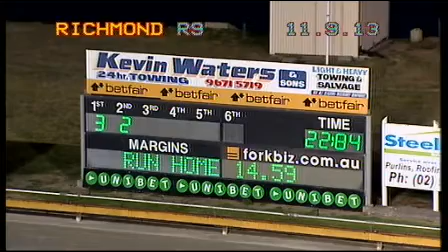 RICHMOND R9 11.9.13
Kevin Waters & SONS
24hr. TOWING 9671 5719
LIGHT & HEAVY
TOWING &
SALVAGE
betfair betfair betfair betfair
1ST 2ND 3RD 4TH 5TH 6TH TIME
3 2 22:84
MARGINS forkbiz.com.au
RUN HOME 14.59
UNIBET UNIBET UNIBET
Steel
Purlins, Roofin
Ph: (02)